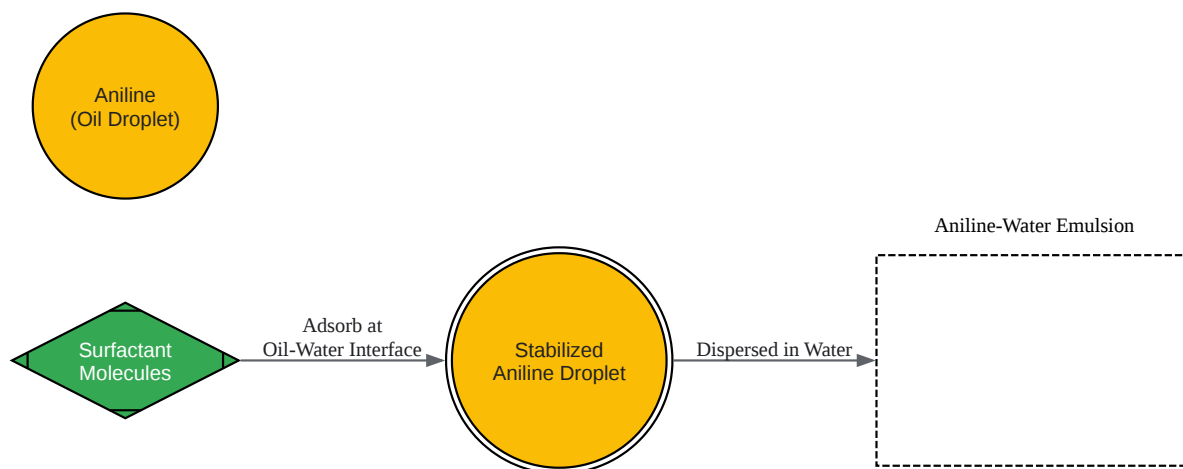 Aniline
(Oil Droplet)
Aniline-Water Emulsion
Surfactant
Molecules
Adsorb at
Oil-Water Interface
Stabilized
Aniline Droplet
Dispersed in Water